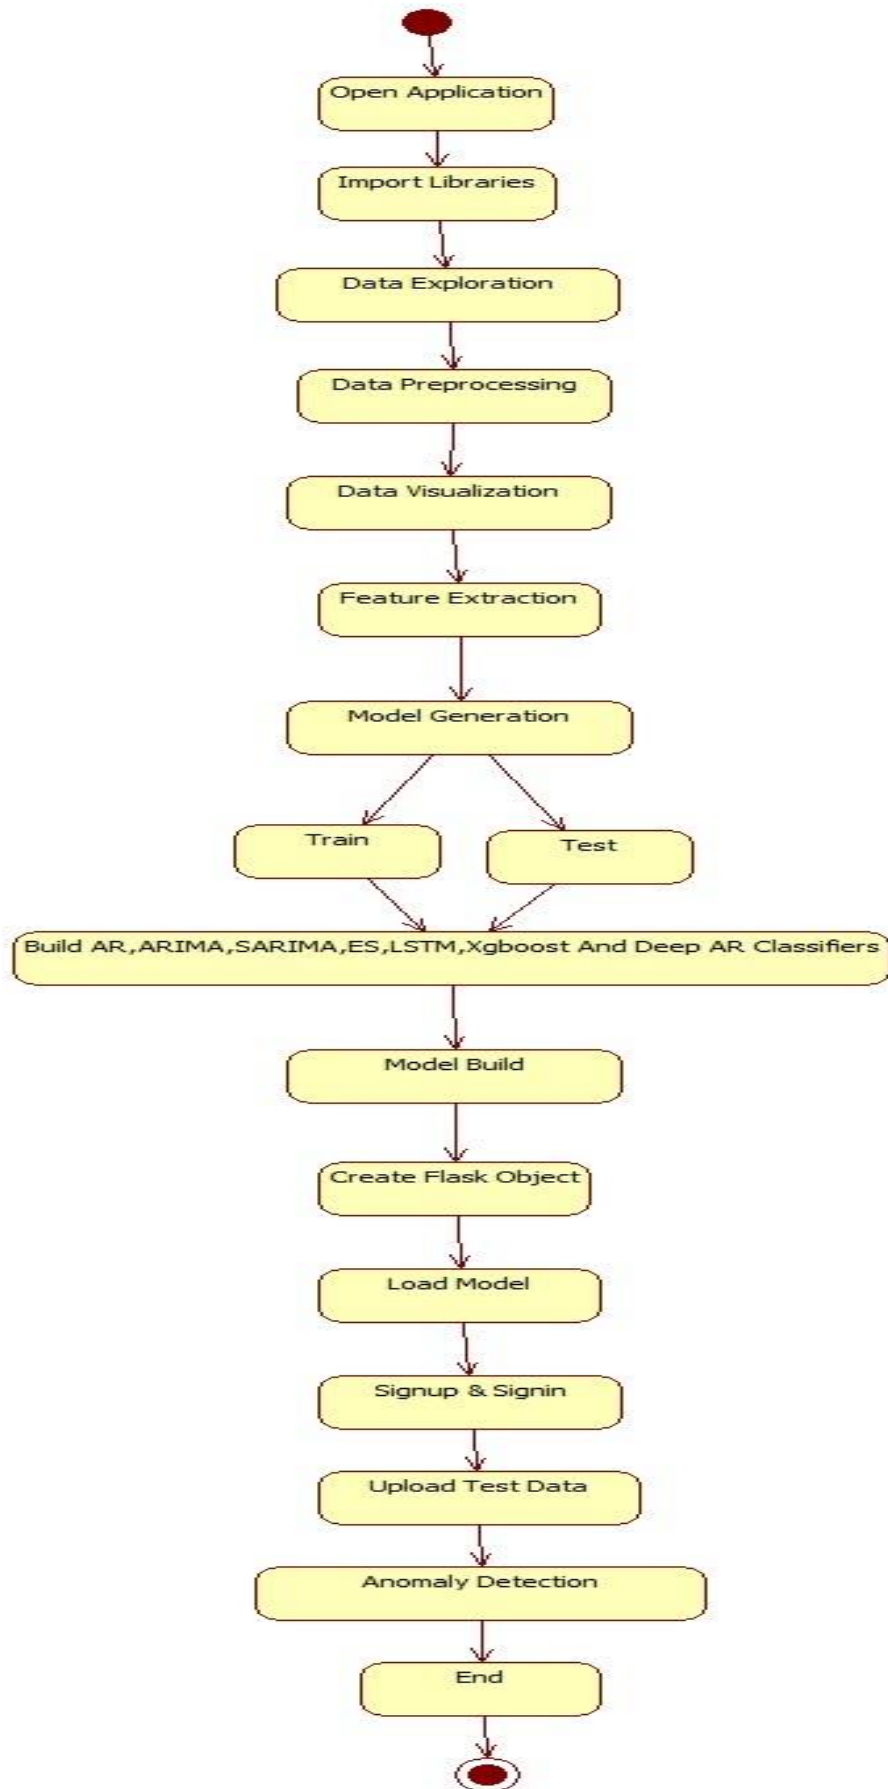 Open Application
Import Libraries
Data Exploration
Data Preprocessing
Data Visualization
Feature Extraction
Model Generation
Train
Test
Build AR,ARIMA,SARIMA,ES,LSTM,Xgboost And Deep AR Classifiers
Model Build
Create Flask Object
Load Model
Signup & Signin
Upload Test Data
Anomaly Detection
End